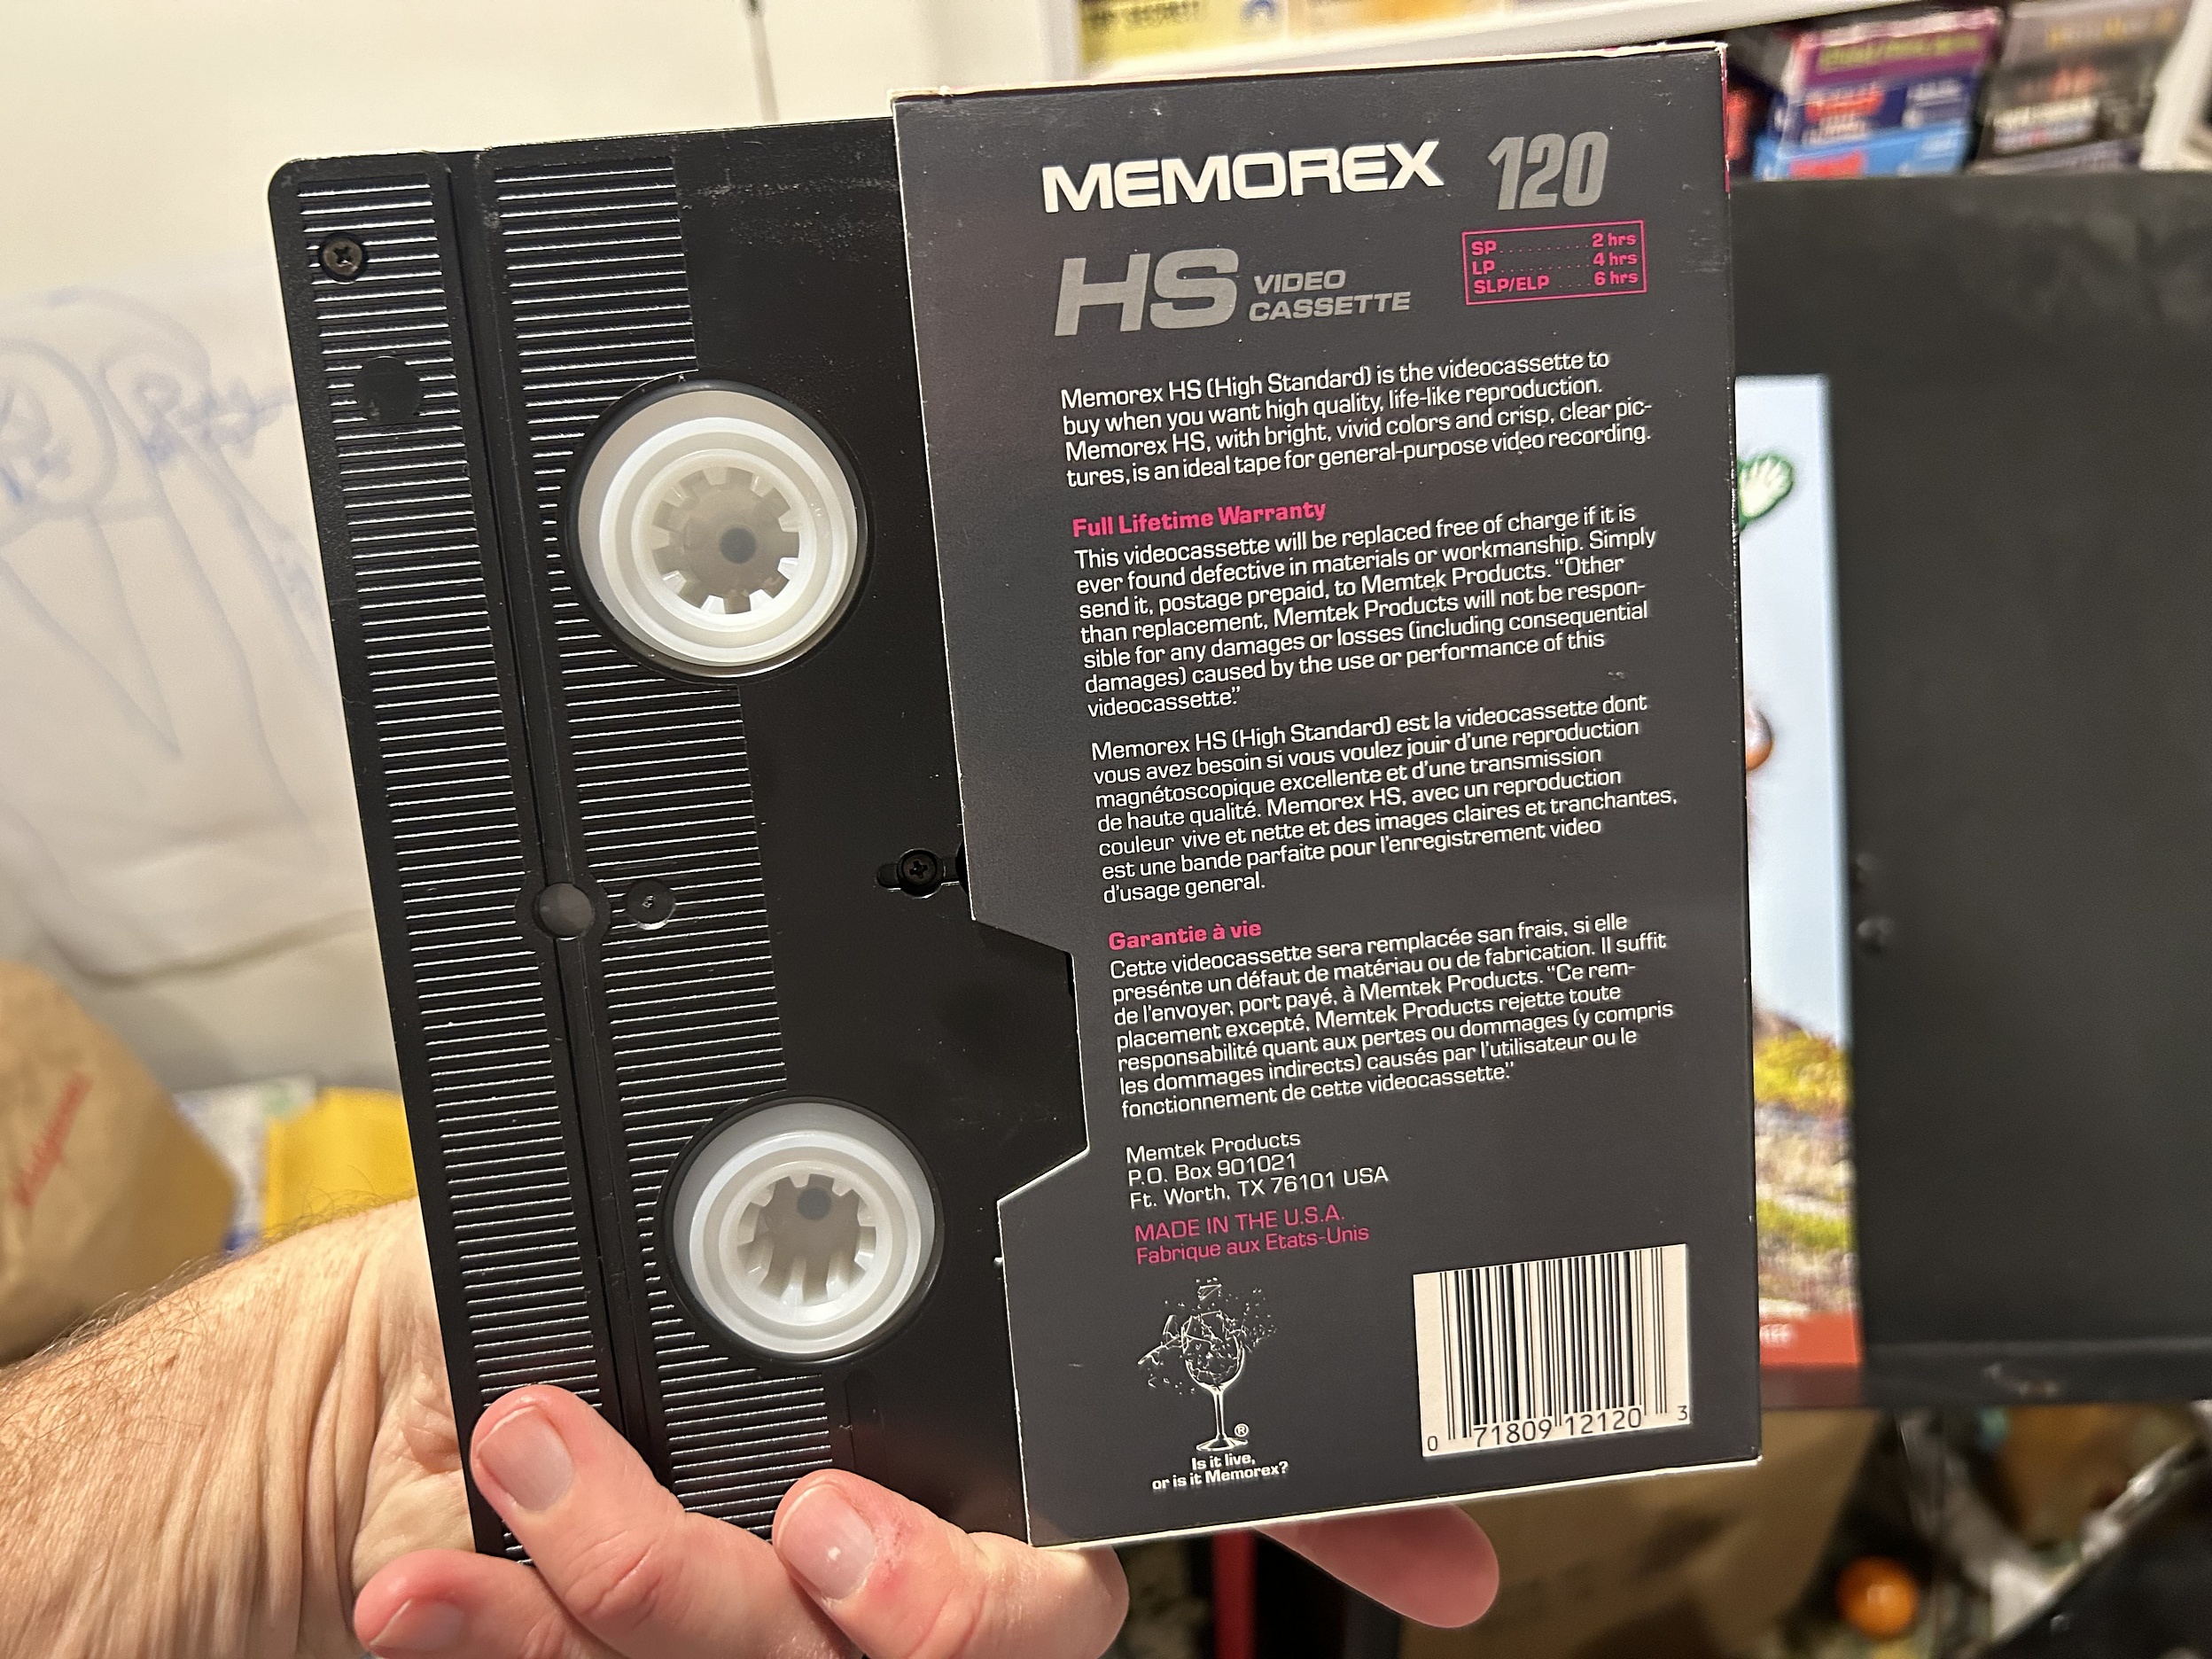 MEMOREX 120
HS VIDEO
CASSETTE
SP.......... 2 hrs
LP.......... 4 hrs
SLP/ELP .... 6 hrs
Memorex HS (High Standard) is the videocassette to
buy when you want high quality, life-like reproduction.
Memorex HS, with bright, vivid colors and crisp, clear pic-
tures, is an ideal tape for general-purpose video recording.
Full Lifetime Warranty
This videocassette will be replaced free of charge if it is
ever found defective in materials or workmanship. Simply
send it, postage prepaid, to Memtek Products. “Other
than replacement, Memtek Products will not be respon-
sible for any damages or losses (including consequential
damages) caused by the use or performance of this
videocassette.”
Memorex HS (High Standard) est la videocassette dont
vous avez besoin si vous voulez jouir d'une reproduction
magnétoscopique excellente et d'une transmission
de haute qualité. Memorex HS, avec un reproduction
couleur vive et nette et des images claires et tranchantes,
est une bande parfaite pour l'enregistrement video
d'usage general.
Garantie à vie
Cette videocassette sera remplacée san frais, si elle
presénte un défaut de matériau ou de fabrication. Il suffit
de l'envoyer, port payé, à Memtek Products. “Ce rem-
placement excepté, Memtek Products rejette toute
responsabilité quant aux pertes ou dommages (y compris
les dommages indirects) causés par l'utilisateur ou le
fonctionnement de cette videocassette.”
Memtek Products
P.O. Box 901021
Ft. Worth, TX 76101 USA
MADE IN THE U.S.A.
Fabrique aux Etats-Unis
®
Is it live,
or is it Memorex?
0 71809 12120 3